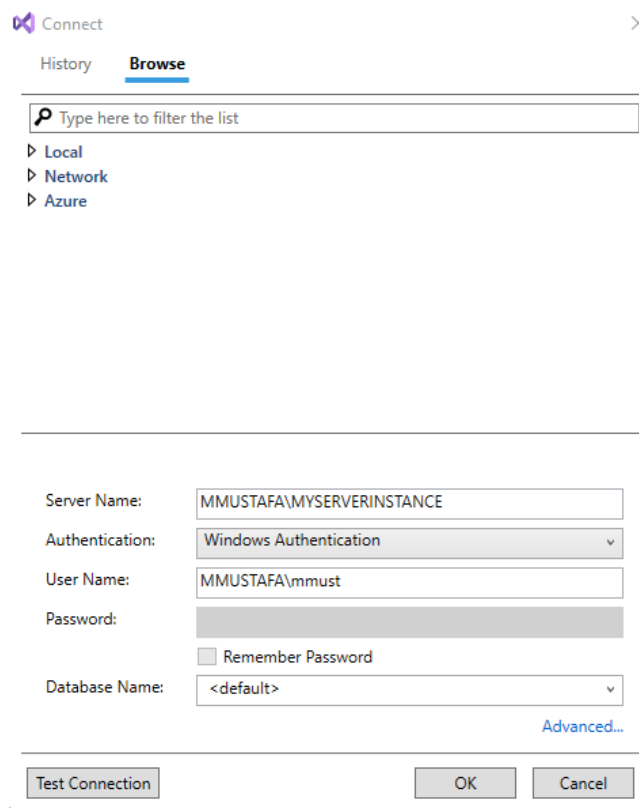 Connect
History Browse
Type here to filter the list
Local
Network
Azure
Server Name: MMUSTAFA\MYSERVERINSTANCE
Authentication: Windows Authentication
User Name: MMUSTAFA\mmust
Password:
Remember Password
Database Name: <default>
Advanced...
Test Connection OK Cancel